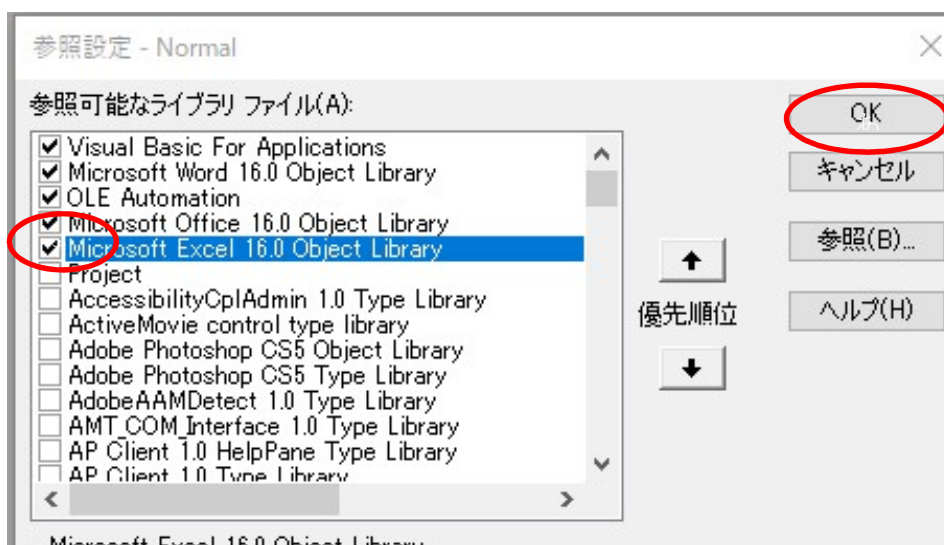 参照設定 - Normal
参照可能なライブラリ ファイル(A):
Visual Basic For Applications
Microsoft Word 16.0 Object Library
OLE Automation
Microsoft Office 16.0 Object Library
Microsoft Excel 16.0 Object Library
Project
AccessibilityCplAdmin 1.0 Type Library
ActiveMovie control type library
Adobe Photoshop CS5 Object Library
Adobe Photoshop CS5 Type Library
AdobeAAMDetect 1.0 Type Library
AMT_COM_Interface 1.0 Type Library
AP Client 1.0 HelpPane Type Library
AP Client 1.0 Type Library
優先順位
OK
キャンセル
参照(B)...
ヘルプ(H)
Microsoft Excel 16.0 Object Library